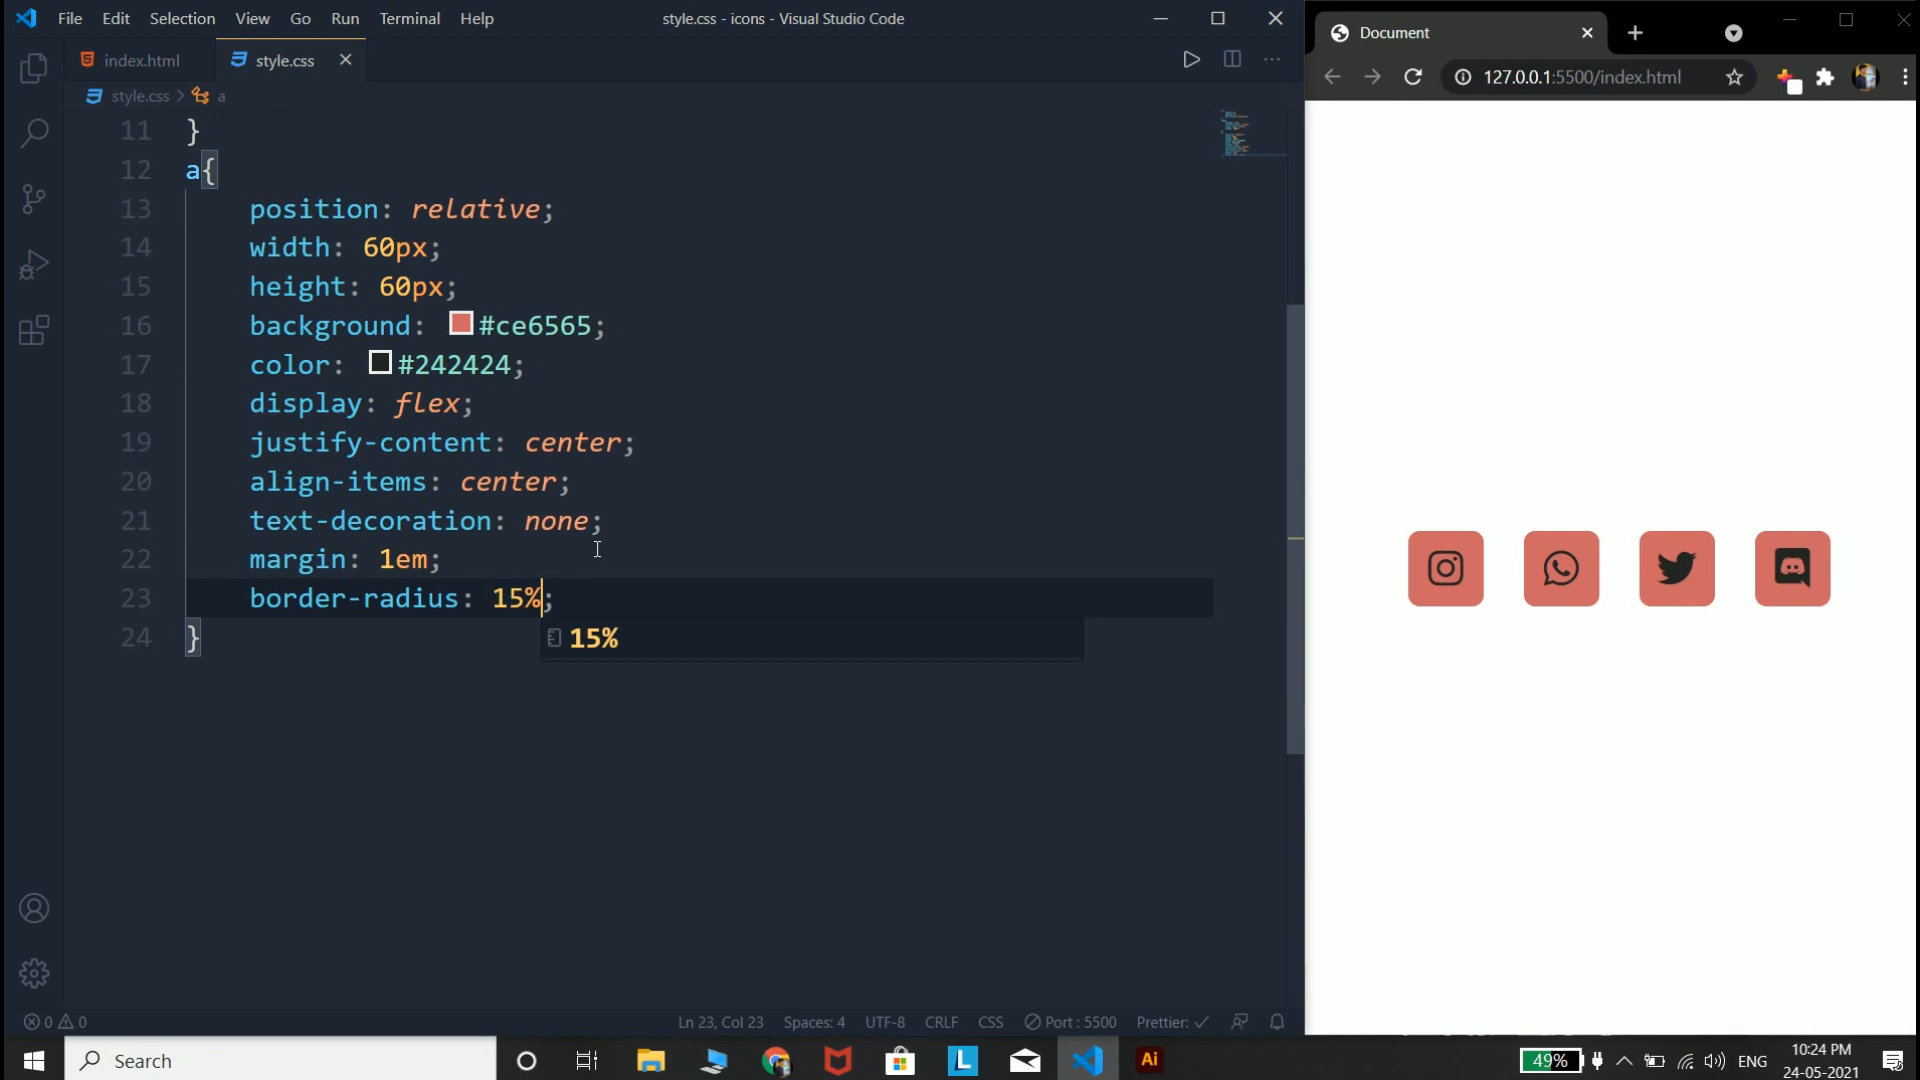 File Edit Selection View Go Run Terminal Help
style.css - icons - Visual Studio Code
index.html
style.css
style.css > a
11 }
12 a{
13 position: relative;
14 width: 60px;
15 height: 60px;
16 background: #ce6565;
17 color: #242424;
18 display: flex;
19 justify-content: center;
20 align-items: center;
21 text-decoration: none;
22 margin: 1em;
23 border-radius: 15%;
15%
24 }
0 0
Ln 23, Col 23 Spaces: 4 UTF-8 CRLF CSS Port : 5500 Prettier: ✓
Document
127.0.0.1:5500/index.html
Search
L
Ai
49%
ENG
10:24 PM
24-05-2021